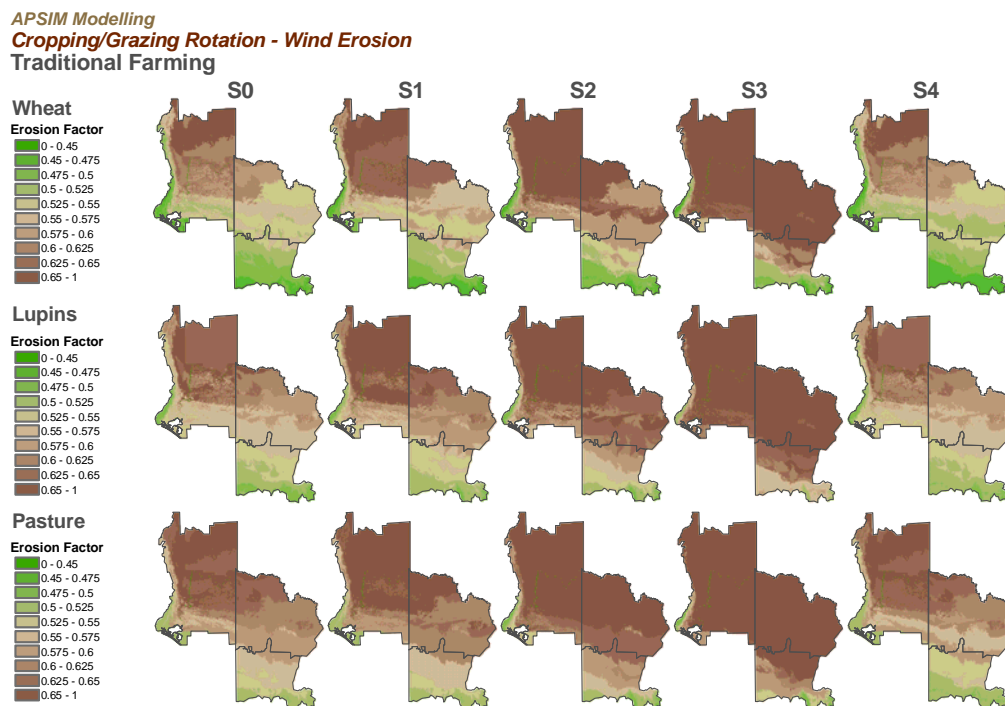 APSIM Modelling
Cropping/Grazing Rotation - Wind Erosion
Traditional Farming
S0 S1 S2 S3 S4
Wheat
Erosion Factor
0 - 0.45
0.45 - 0.475
0.475 - 0.5
0.5 - 0.525
0.525 - 0.55
0.55 - 0.575
0.575 - 0.6
0.6 - 0.625
0.625 - 0.65
0.65 - 1
Lupins
Erosion Factor
0 - 0.45
0.45 - 0.475
0.475 - 0.5
0.5 - 0.525
0.525 - 0.55
0.55 - 0.575
0.575 - 0.6
0.6 - 0.625
0.625 - 0.65
0.65 - 1
Pasture
Erosion Factor
0 - 0.45
0.45 - 0.475
0.475 - 0.5
0.5 - 0.525
0.525 - 0.55
0.55 - 0.575
0.575 - 0.6
0.6 - 0.625
0.625 - 0.65
0.65 - 1